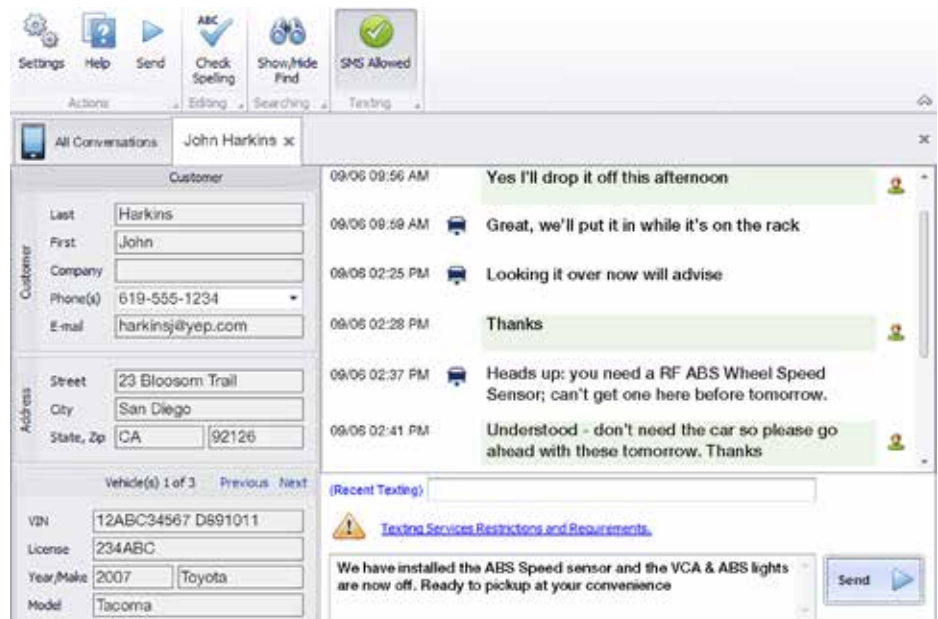 ABC
Settings Help Send Check Spelling Show/Hide Find SMS Allowed
Actions Editing Searching Texting
All Conversations John Harkins x
Customer
Customer
Last Harkins
First John
Company
Phone(s) 619-555-1234
E-mail harkinsj@yep.com
Address
Street 23 Bloosom Trail
City San Diego
State, Zip CA 92126
Vehicle(s) 1 of 3 Previous Next
VIN 12ABC34567 D891011
License 234ABC
Year/Make 2007 Toyota
Model Tacoma
09/06 09:56 AM Yes I'll drop it off this afternoon
09/06 09:59 AM Great, we'll put it in while it's on the rack
09/06 02:25 PM Looking it over now will advise
09/06 02:28 PM Thanks
09/06 02:37 PM Heads up: you need a RF ABS Wheel Speed
Sensor; can't get one here before tomorrow.
09/06 02:41 PM Understood - don't need the car so please go
ahead with these tomorrow. Thanks
(Recent Texting)
Texting Services Restrictions and Requirements.
We have installed the ABS Speed sensor and the VCA & ABS lights
are now off. Ready to pickup at your convenience
Send